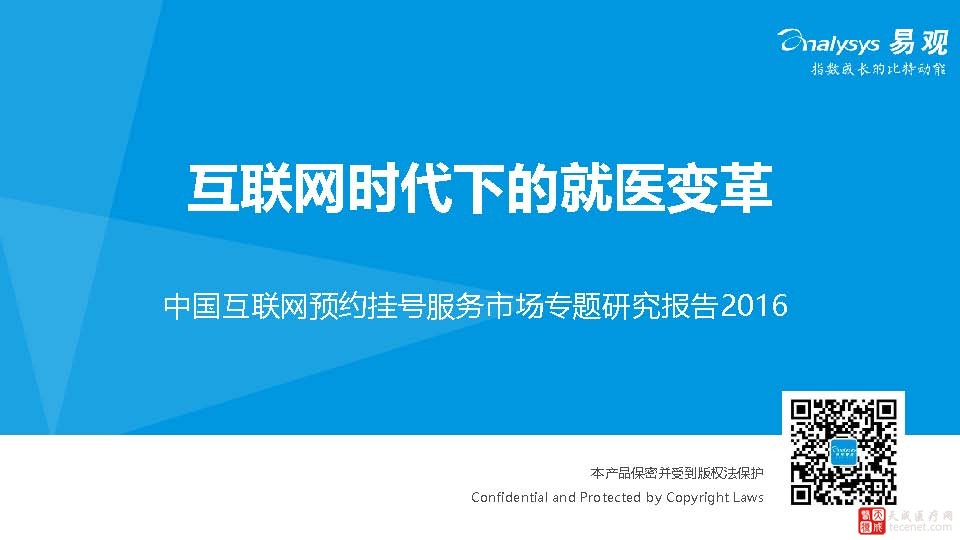 Analysys 易观
指数成长的比特动能
互联网时代下的就医变革
中国互联网预约挂号服务市场专题研究报告2016
本产品保密并受到版权法保护
Confidential and Protected by Copyright Laws
天成医疗网
tecenet.com